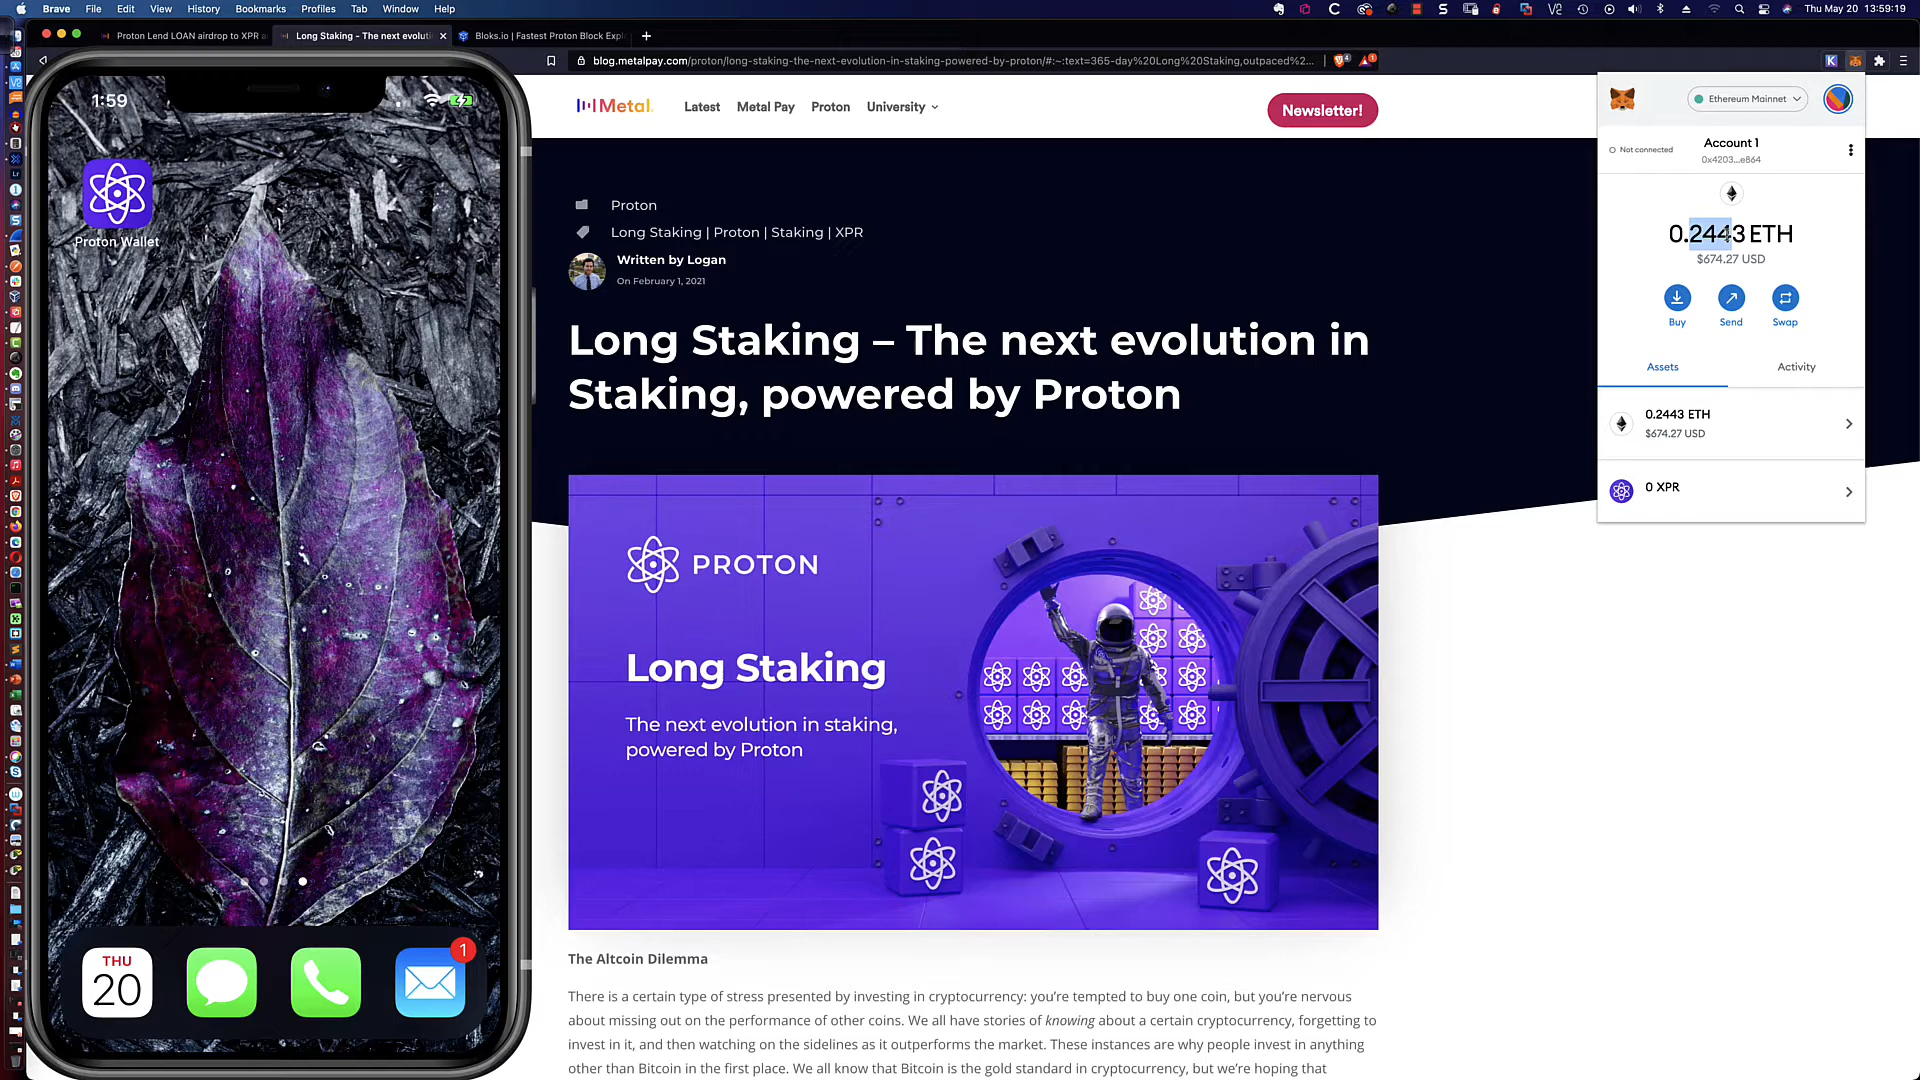 Brave File Edit View History Bookmarks Profiles Tab Window Help
Thu May 20 13:59:19
Proton Lend LOAN airdrop to XPR
Long Staking – The next evoluti
Bloks.io | Fastest Proton Block Expl
blog.metalpay.com/proton/long-staking-the-next-evolution-in-staking-powered-by-proton/#:~:text=365-day%20Long%20Staking,outpaced%2...
1:59
Proton Wallet
THU
20
1
Metal.
Latest Metal Pay Proton University
Newsletter!
Proton
Long Staking | Proton | Staking | XPR
Written by Logan
On February 1, 2021
Long Staking – The next evolution in
Staking, powered by Proton
PROTON
Long Staking
The next evolution in staking,
powered by Proton
The Altcoin Dilemma
There is a certain type of stress presented by investing in cryptocurrency: you’re tempted to buy one coin, but you’re nervous
about missing out on the performance of other coins. We all have stories of knowing about a certain cryptocurrency, forgetting to
invest in it, and then watching on the sidelines as it outperforms the market. These instances are why people invest in anything
other than Bitcoin in the first place. We all know that Bitcoin is the gold standard in cryptocurrency, but we’re hoping that
Ethereum Mainnet
Not connected
Account 1
0x4203...e864
0.2443 ETH
$674.27 USD
Buy Send Swap
Assets Activity
0.2443 ETH
$674.27 USD
0 XPR